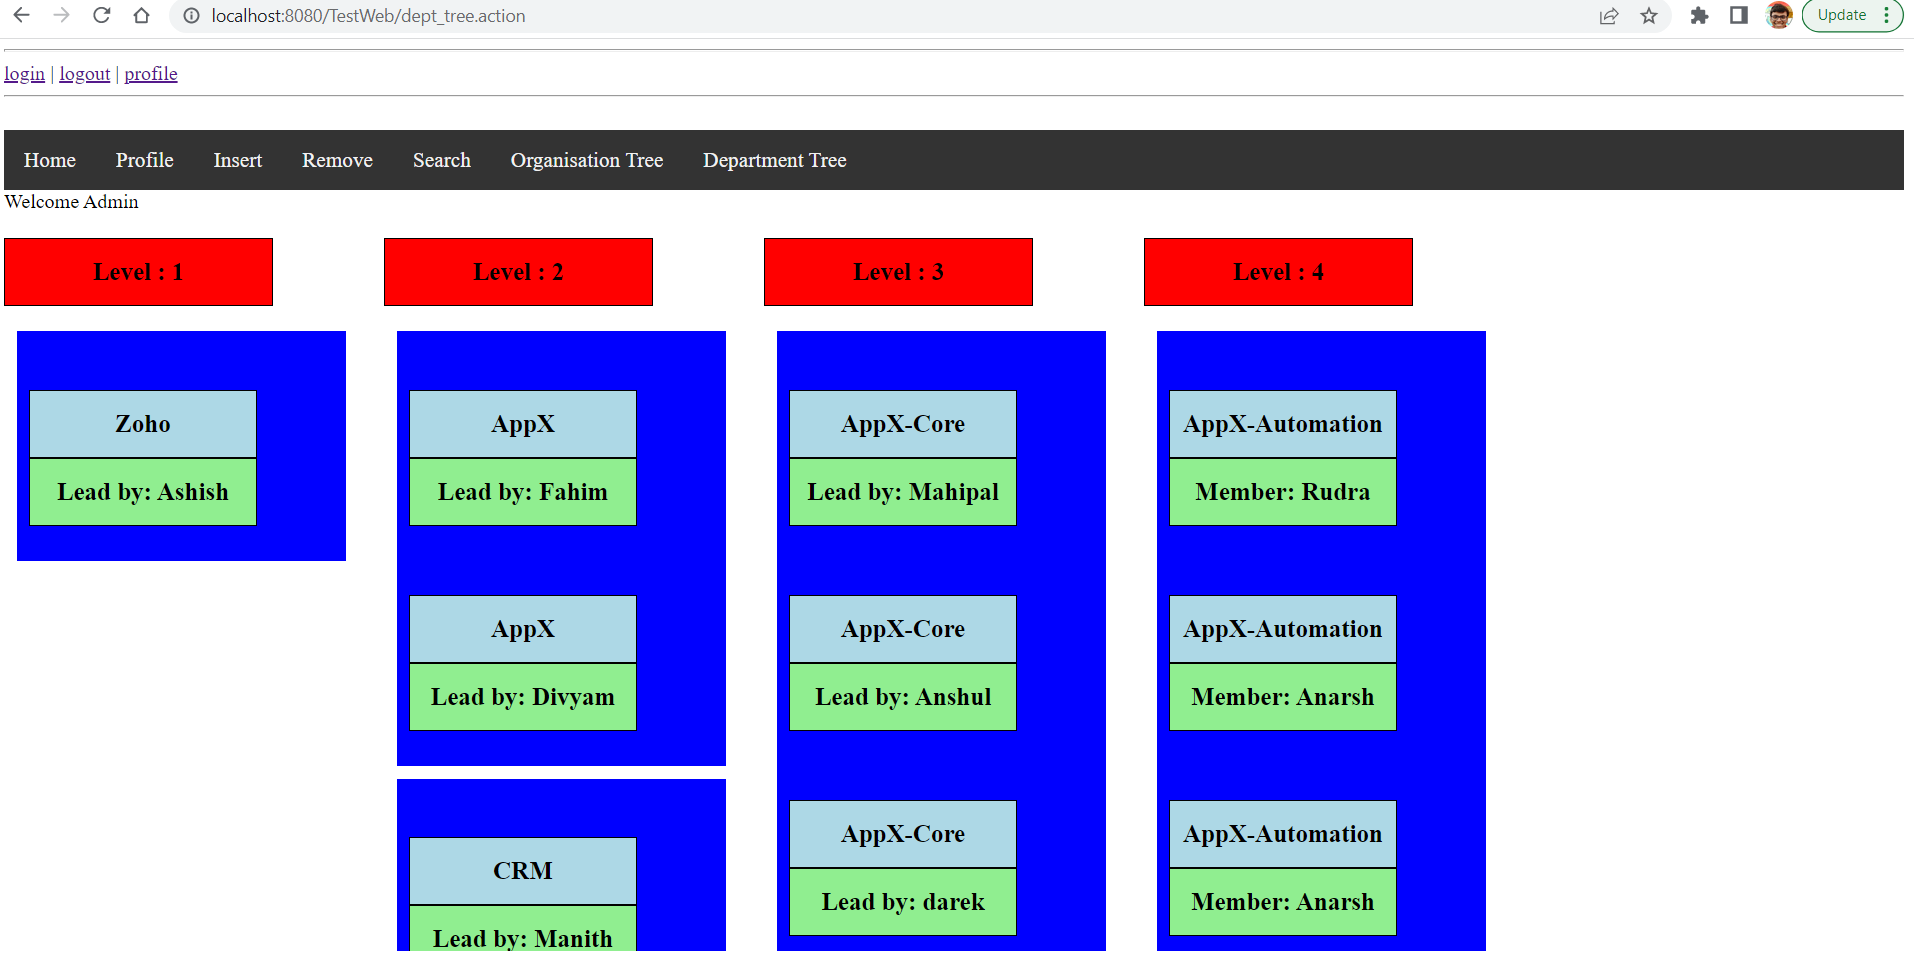 localhost:8080/TestWeb/dept_tree.action
Update
login | logout | profile
Home Profile Insert Remove Search Organisation Tree Department Tree
Welcome Admin
Level : 1
Zoho
Lead by: Ashish
Level : 2
AppX
Lead by: Fahim
AppX
Lead by: Divyam
CRM
Lead by: Manith
Level : 3
AppX-Core
Lead by: Mahipal
AppX-Core
Lead by: Anshul
AppX-Core
Lead by: darek
Level : 4
AppX-Automation
Member: Rudra
AppX-Automation
Member: Anarsh
AppX-Automation
Member: Anarsh